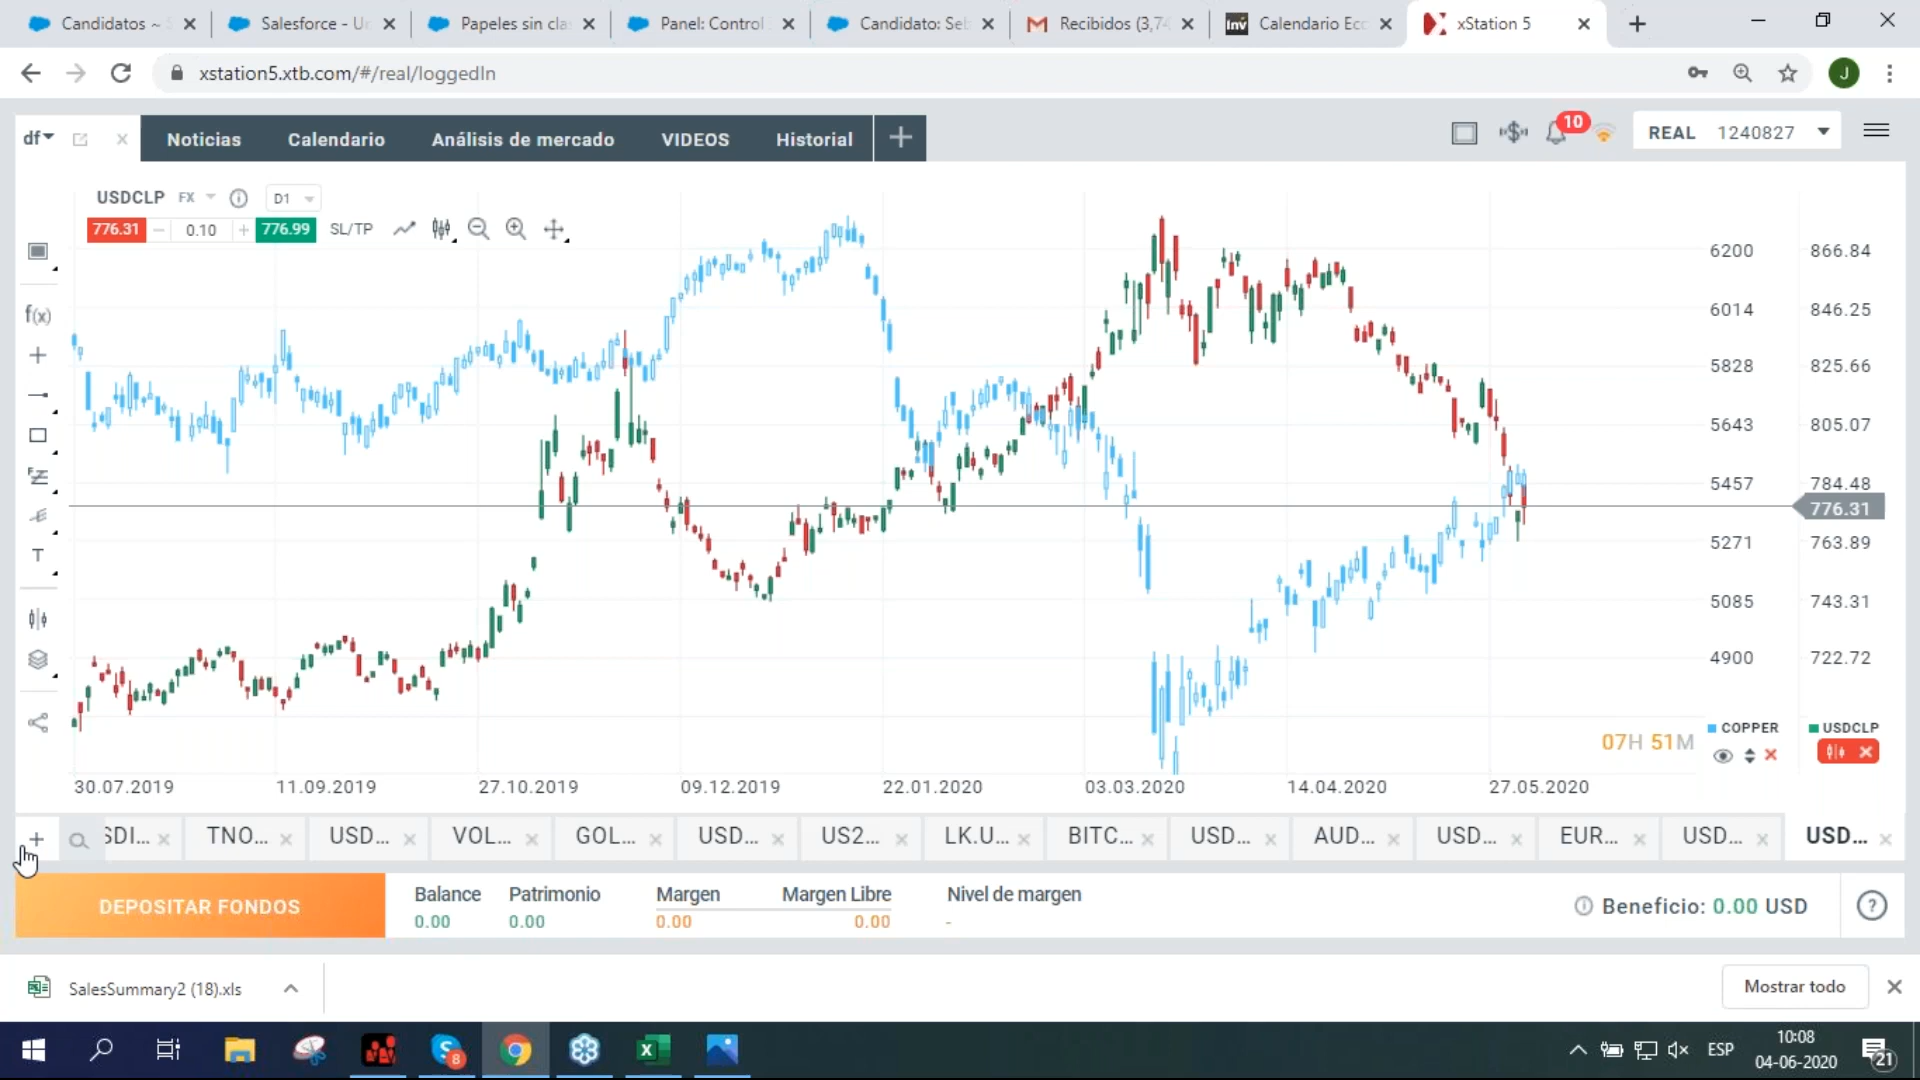 Candidatos ~ S
Salesforce - Un
Papeles sin cla
Panel: Control
Candidato: Seb
Recibidos (3,74
Inv Calendario Eco
xStation 5
xstation5.xtb.com/#/real/loggedIn
J
df
Noticias
Calendario
Análisis de mercado
VIDEOS
Historial
10
REAL 1240827
USDCLP FX D1
776.31 0.10 776.99 SL/TP
f(x)
T
6200 866.84
6014 846.25
5828 825.66
5643 805.07
5457 784.48
776.31
5271 763.89
5085 743.31
4900 722.72
COPPER
USDCLP
07H 51M
30.07.2019
11.09.2019
27.10.2019
09.12.2019
22.01.2020
03.03.2020
14.04.2020
27.05.2020
SDI...
TNO...
USD...
VOL...
GOL...
USD...
US2...
LK.U...
BITC...
USD...
AUD...
USD...
EUR...
USD...
USD...
DEPOSITAR FONDOS
Balance Patrimonio Margen Margen Libre Nivel de margen
0.00 0.00 0.00 0.00 -
Beneficio: 0.00 USD
?
SalesSummary2 (18).xls
Mostrar todo
8
ESP
10:08
04-06-2020
21